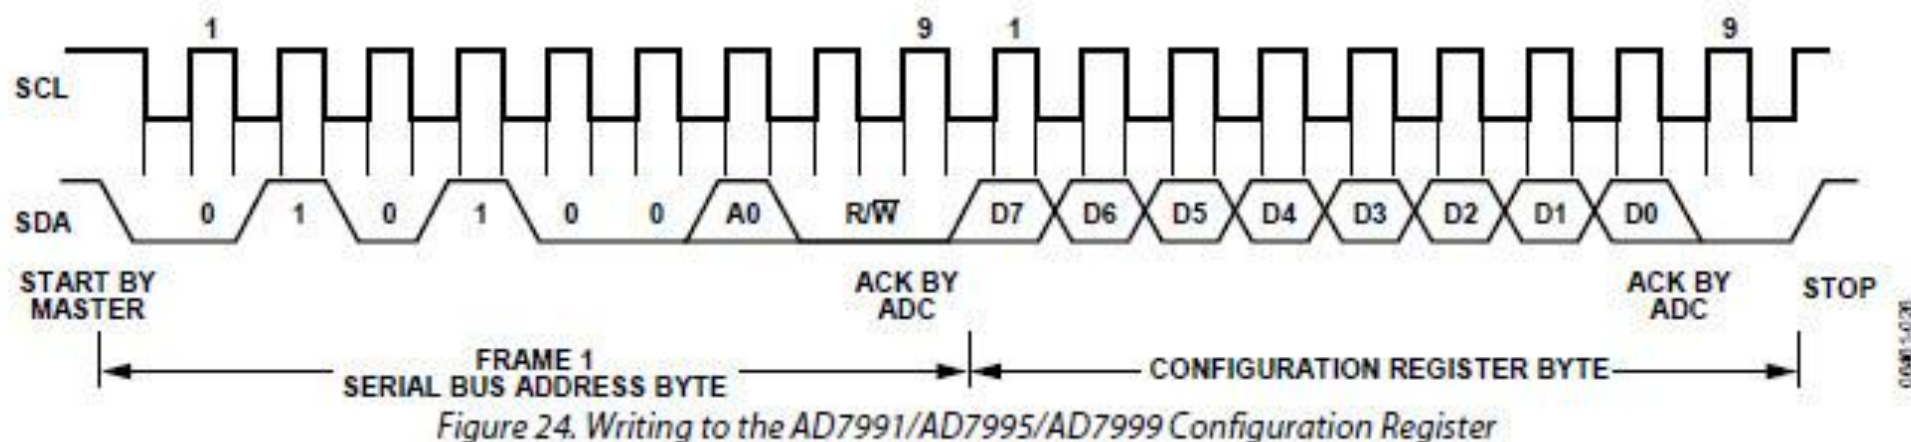 1 9 1 9
SCL
SDA 0 1 0 1 0 0 A0 R/W̅ D7 D6 D5 D4 D3 D2 D1 D0
START BY
MASTER
ACK BY
ADC
ACK BY
ADC
STOP
FRAME 1
SERIAL BUS ADDRESS BYTE
CONFIGURATION REGISTER BYTE
Figure 24. Writing to the AD7991/AD7995/AD7999 Configuration Register